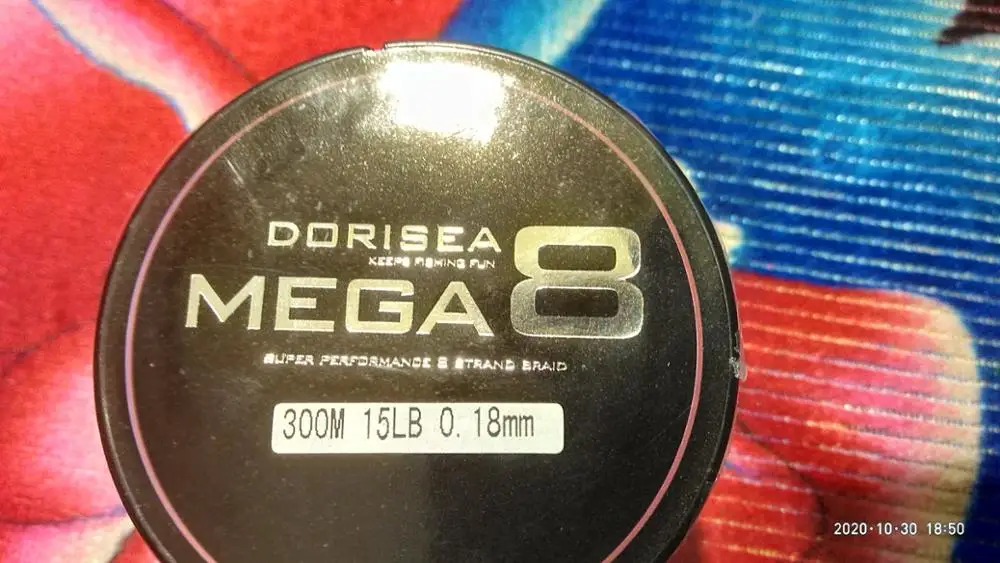 DORISEA
KEEPS FISHING FUN
MEGA 8
SUPER PERFORMANCE 8 STRAND BRAID
300M 15LB 0.18mm
2020·10·30 18:50